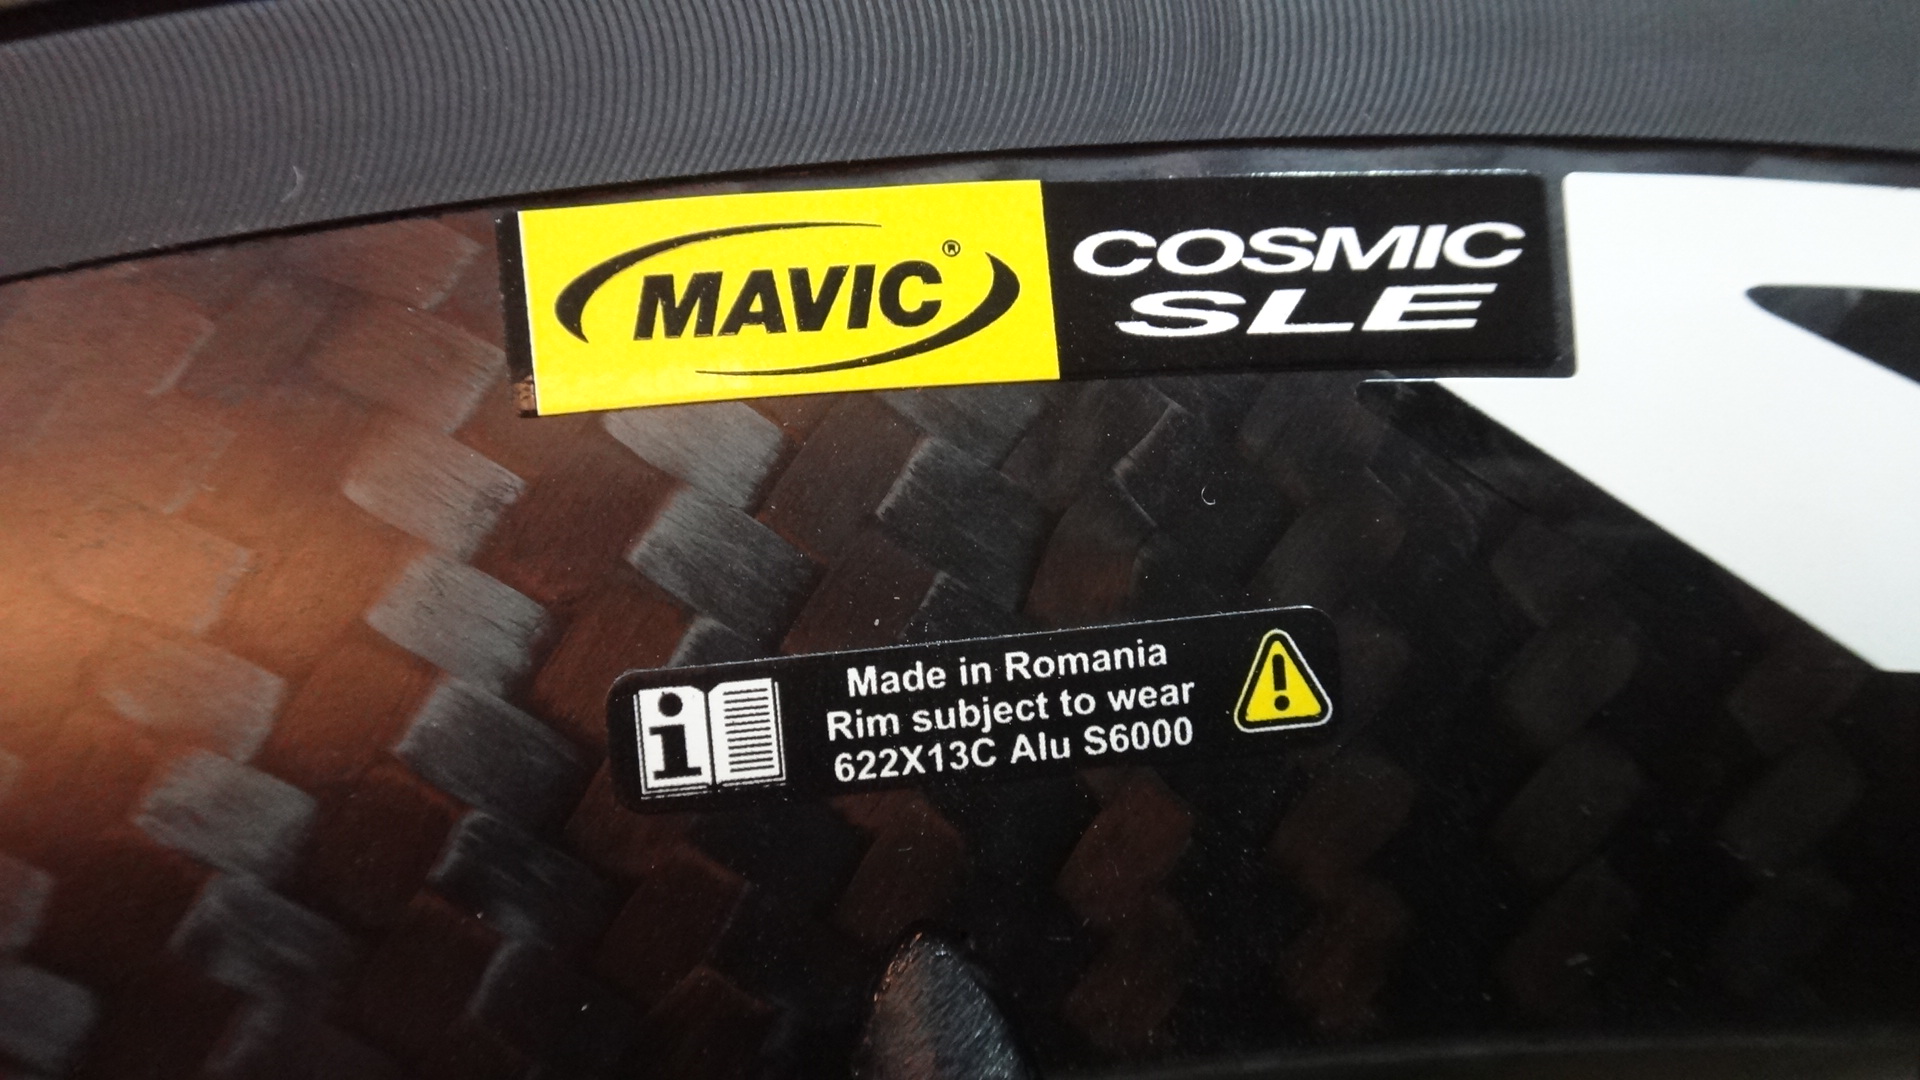 MAVIC®
COSMIC
SLE
i
Made in Romania
Rim subject to wear
622X13C Alu S6000
!